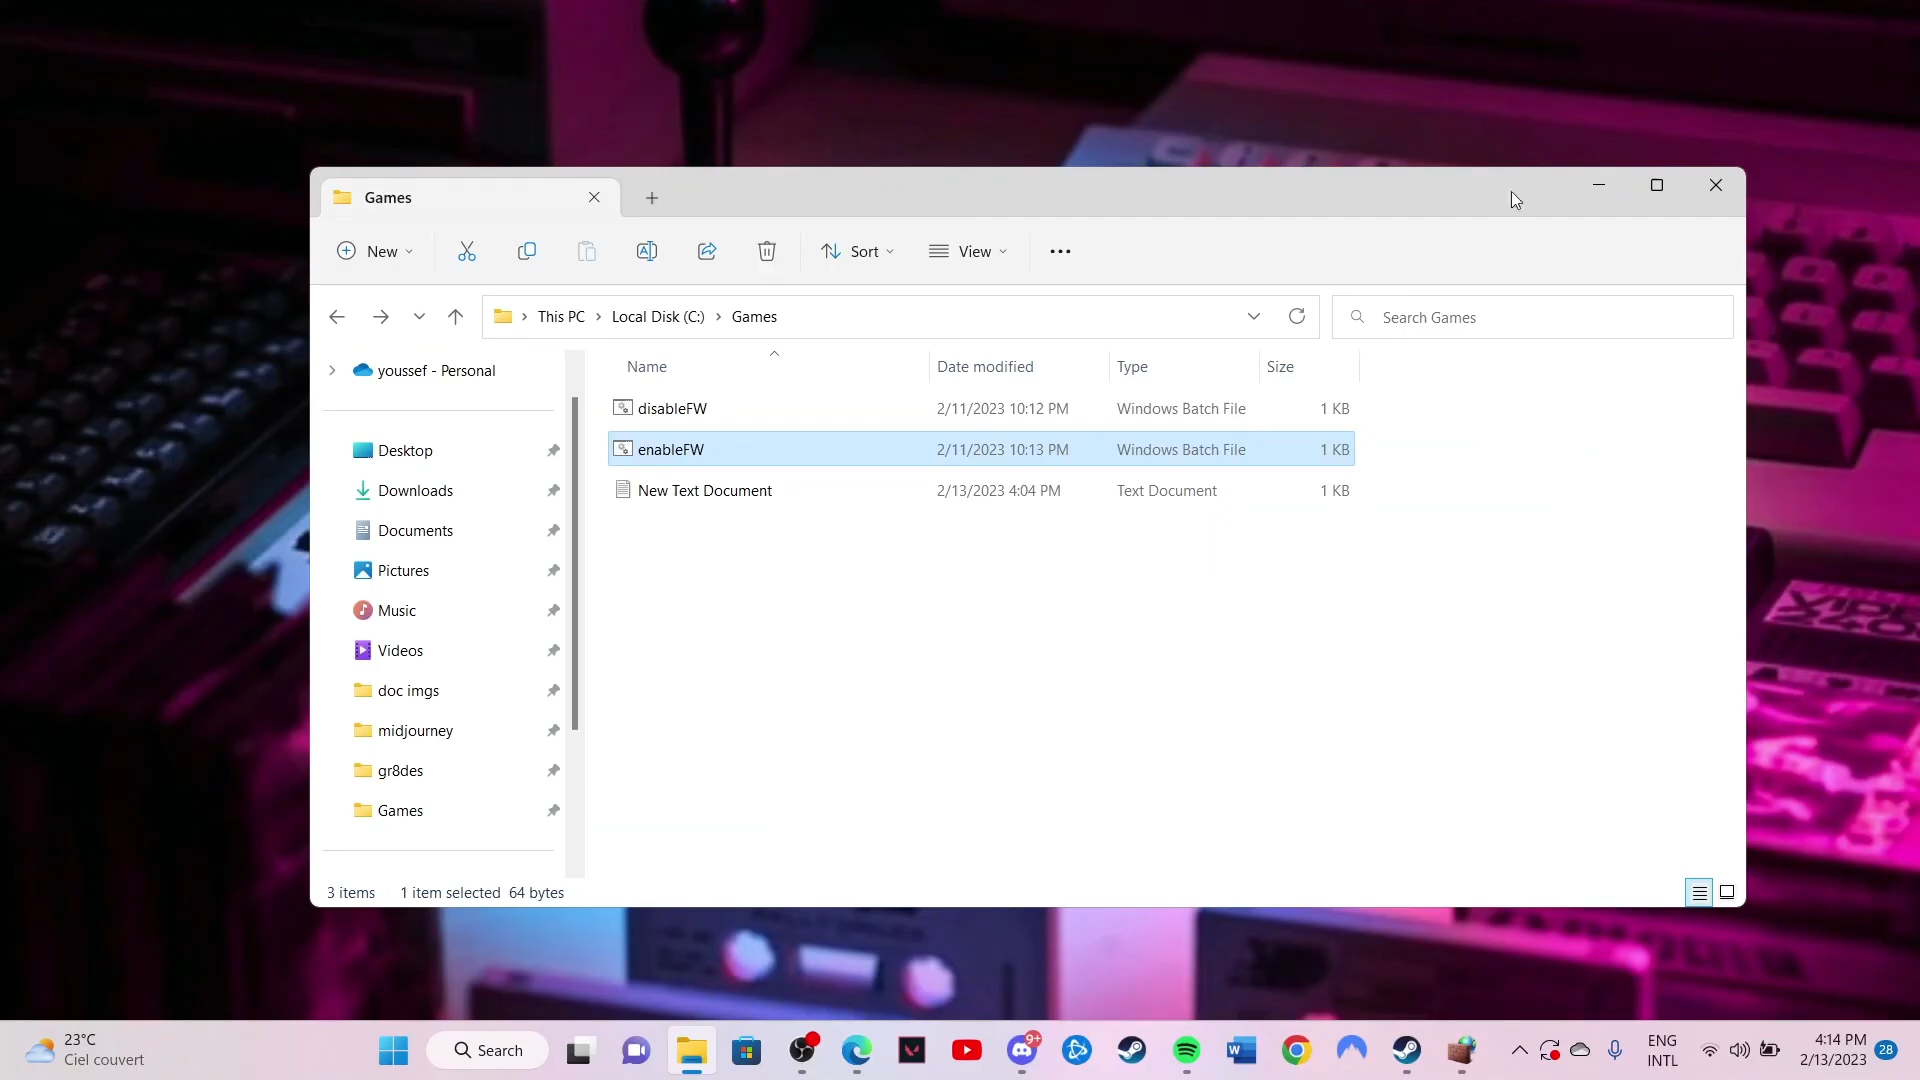 Games
New
Sort
View
This PC
Local Disk (C:)
Games
Search Games
youssef - Personal
Desktop
Downloads
Documents
Pictures
Music
Videos
doc imgs
midjourney
gr8des
Games
Name Date modified Type Size
disableFW 2/11/2023 10:12 PM Windows Batch File 1 KB
enableFW 2/11/2023 10:13 PM Windows Batch File 1 KB
New Text Document 2/13/2023 4:04 PM Text Document 1 KB
3 items 1 item selected 64 bytes
23°C
Ciel couvert
Search
9+
ENG
INTL
4:14 PM
2/13/2023
28